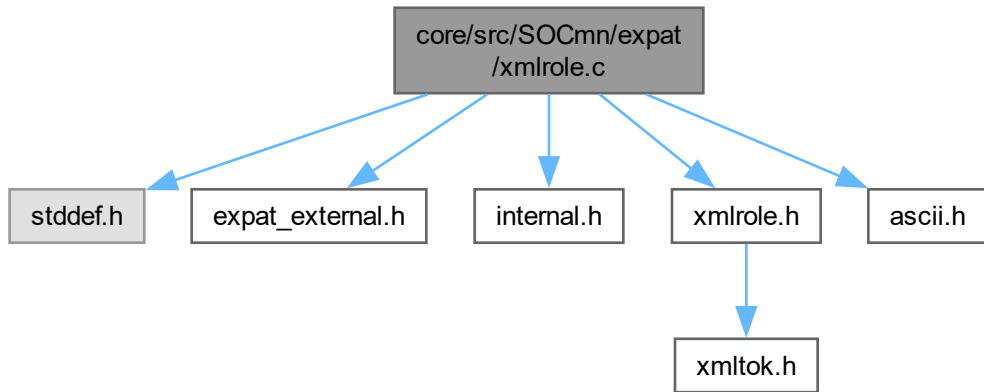 core/src/SOCmn/expat
/xmlrole.c
stddef.h
expat_external.h
internal.h
xmlrole.h
ascii.h
xmltok.h